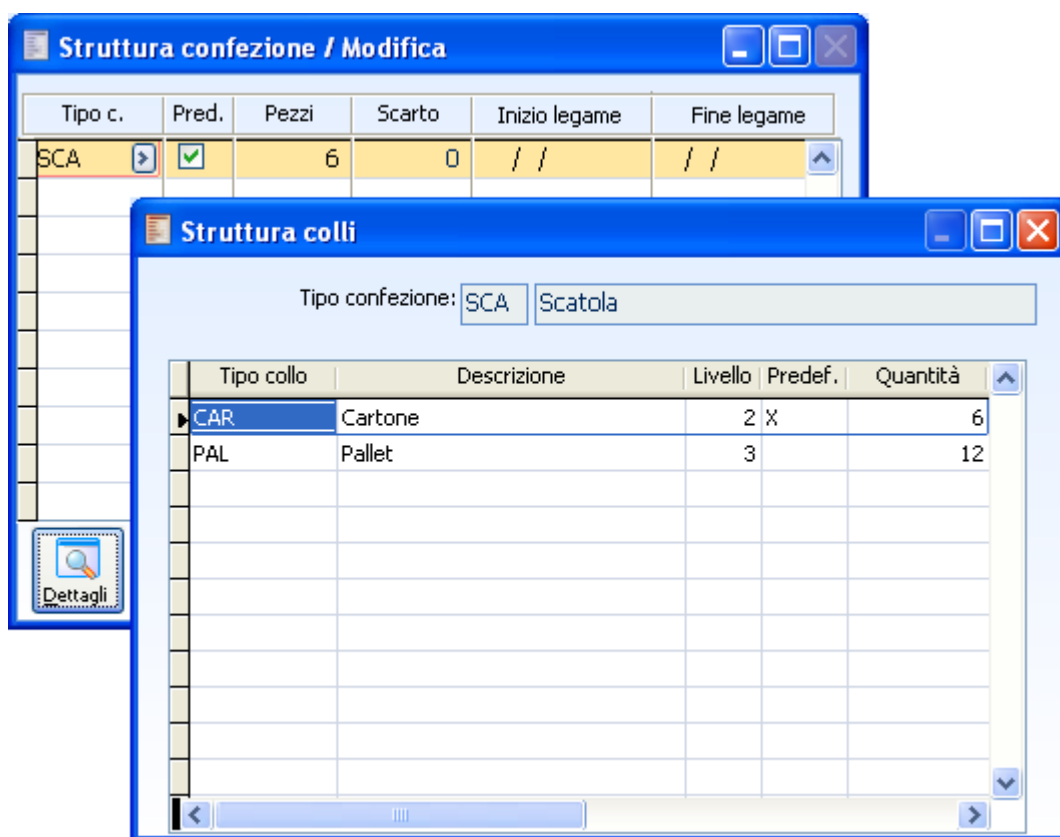 Struttura confezione / Modifica
Tipo c. Pred. Pezzi Scarto Inizio legame Fine legame
SCA 6 0 / / / /
Struttura colli
Tipo confezione: SCA Scatola
Tipo collo Descrizione Livello Predef. Quantità
CAR Cartone 2 X 6
PAL Pallet 3 12
Dettagli